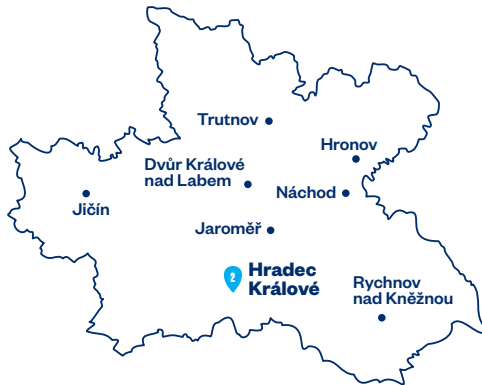 Trutnov
Hronov
Dvůr Králové
nad Labem
Náchod
Jičín
Jaroměř
2
Hradec
Králové
Rychnov
nad Kněžnou